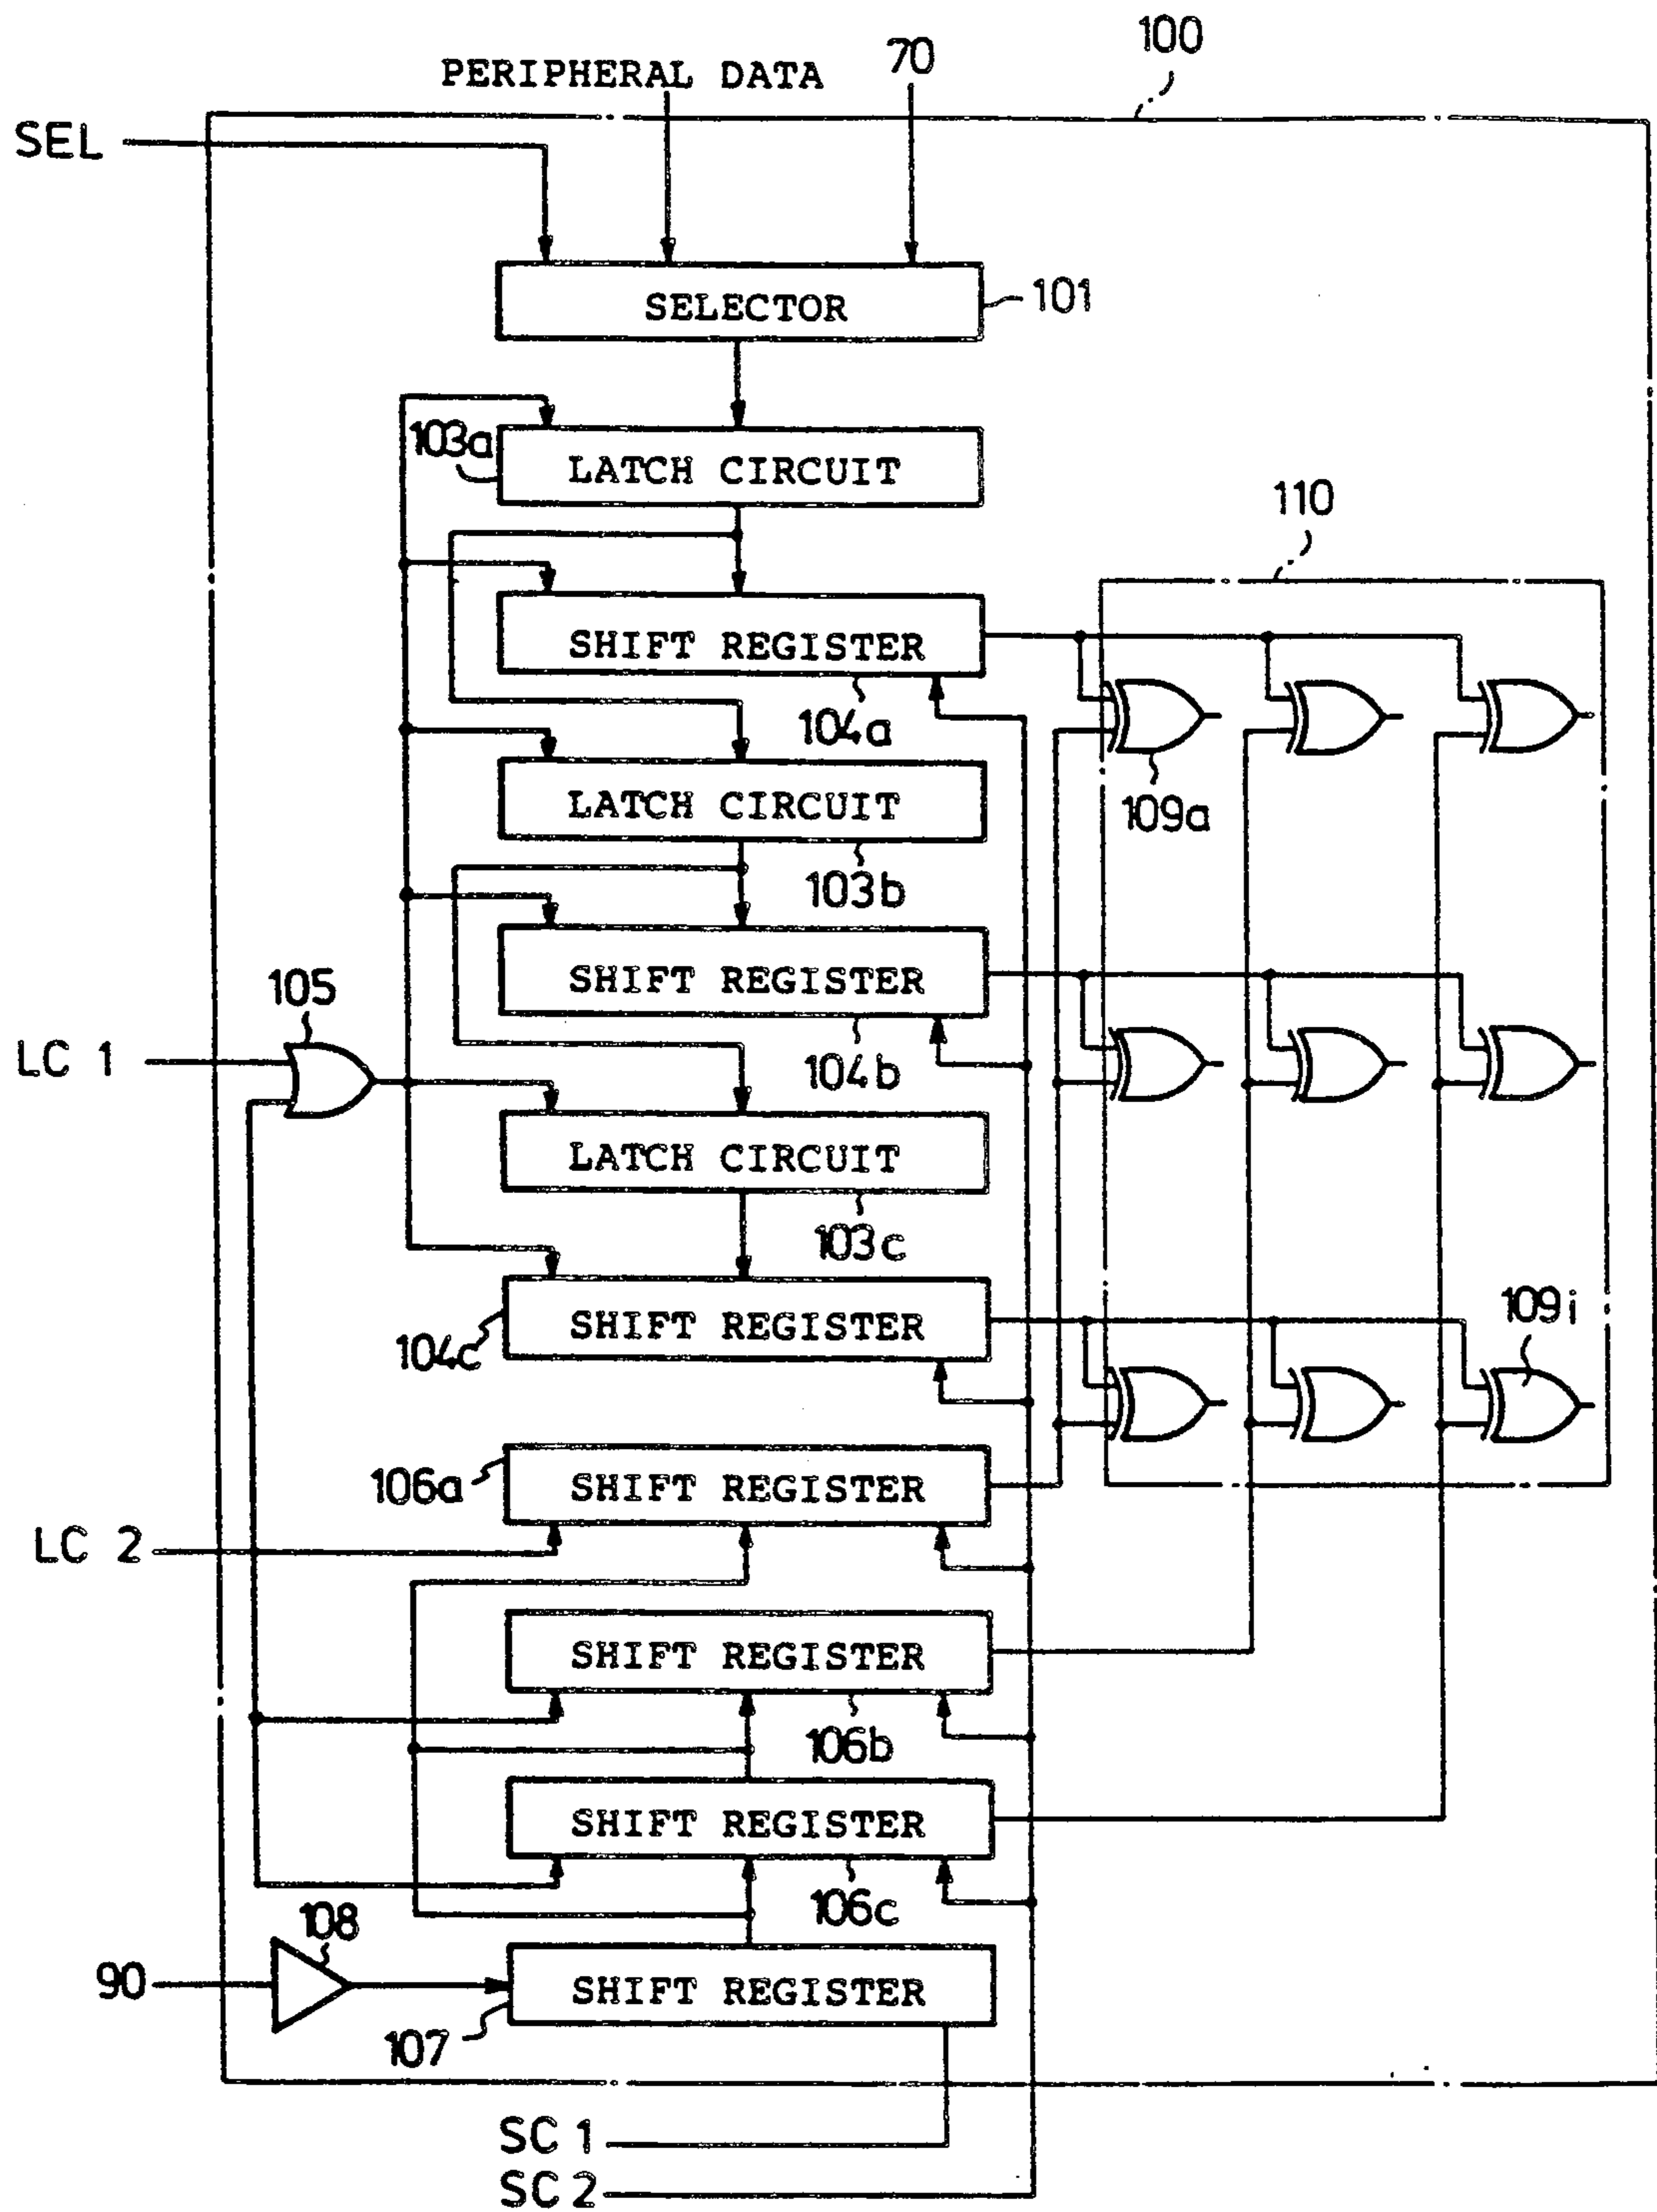 100
PERIPHERAL DATA
70
SEL
SELECTOR
101
103a
LATCH CIRCUIT
110
SHIFT REGISTER
104a
109a
LATCH CIRCUIT
103b
SHIFT REGISTER
105
104b
LC 1
LATCH CIRCUIT
103c
109i
SHIFT REGISTER
104c
106a
SHIFT REGISTER
LC 2
SHIFT REGISTER
106b
SHIFT REGISTER
106c
108
90
SHIFT REGISTER
107
SC 1
SC 2